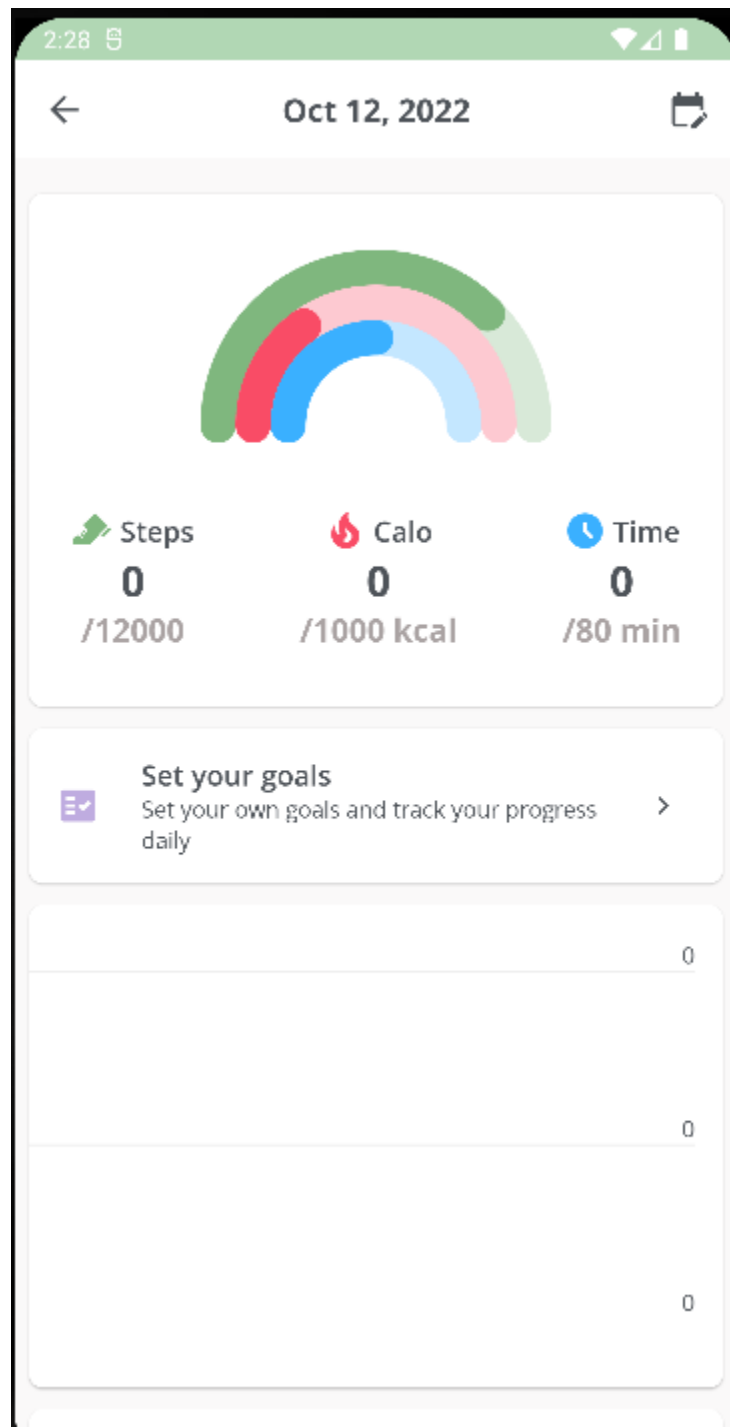 2:28
Oct 12, 2022
Steps
0
/12000
Calo
0
/1000 kcal
Time
0
/80 min
Set your goals
Set your own goals and track your progress
daily
0
0
0